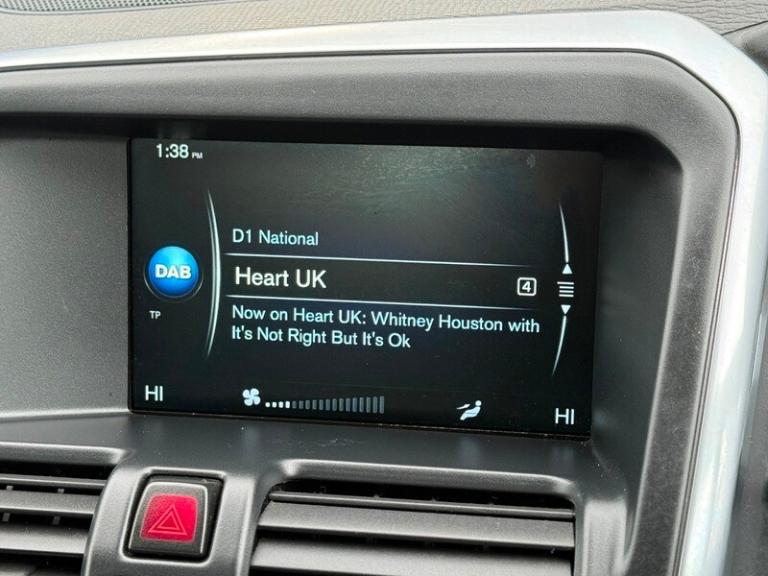 1:38 PM
D1 National
DAB
Heart UK
4
TP
Now on Heart UK: Whitney Houston with
It's Not Right But It's Ok
HI
HI